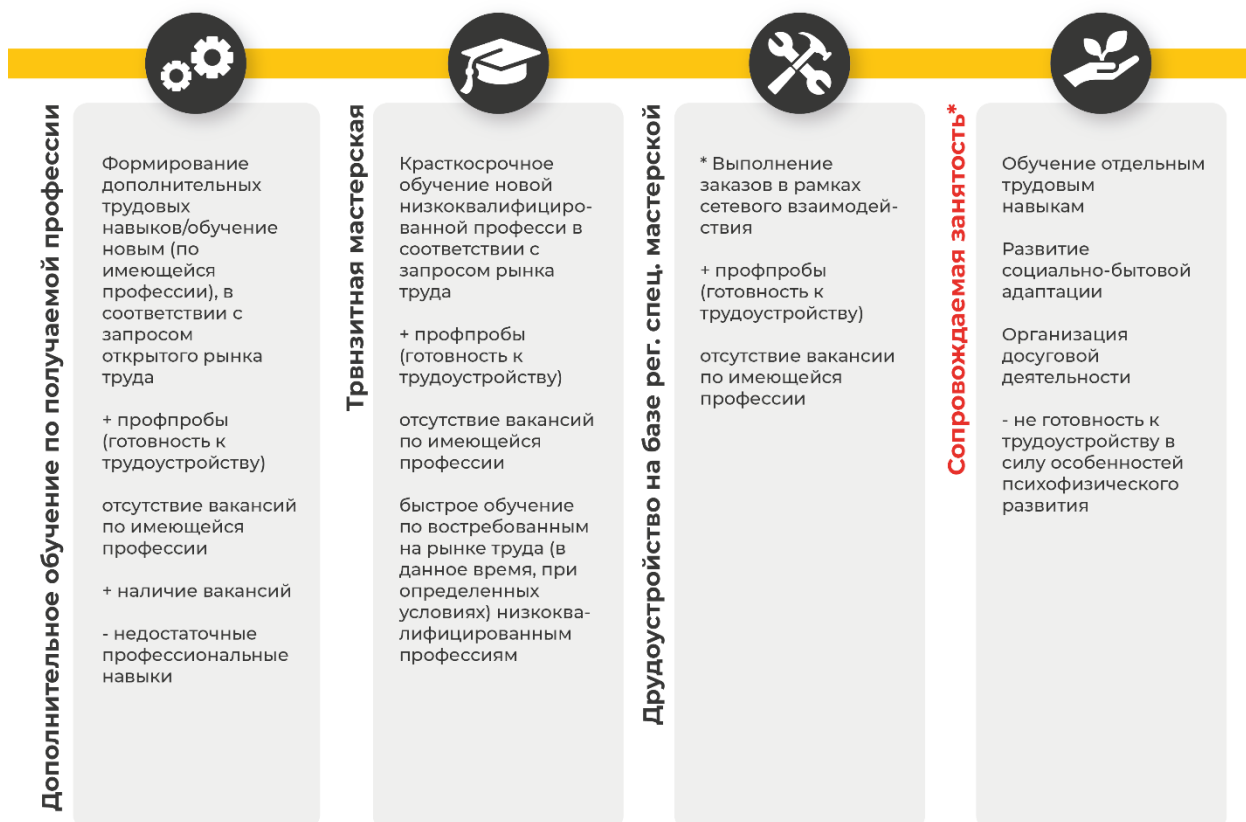 Дополнительное обучение по получаемой профессии
Формирование
дополнительных
трудовых
навыков/обучение
новым (по
имеющейся
профессии), в
соответствии с
запросом
открытого рынка
труда
+ профпробы
(готовность к
трудоустройству)
отсутствие вакансий
по имеющейся
профессии
+ наличие вакансий
- недостаточные
профессиональные
навыки
Трвнзитная мастерская
Красткосрочное
обучение новой
низкоквалифициро-
ванной професси в
соответствии с
запросом рынка
труда
+ профпробы
(готовность к
трудоустройству)
отсутствие вакансий
по имеющейся
профессии
быстрое обучение
по востребованным
на рынке труда (в
данное время, при
определенных
условиях) низкоква-
лифицированным
профессиям
Друдоустройство на базе рег. спец. мастерской
* Выполнение
заказов в рамках
сетевого взаимодей-
ствия
+ профпробы
(готовность к
трудоустройству)
отсутствие вакансии
по имеющейся
профессии
Сопровождаемая занятость*
Обучение отдельным
трудовым
навыкам
Развитие
социально-бытовой
адаптации
Организация
досуговой
деятельности
- не готовность к
трудоустройству в
силу особенностей
психофизического
развития